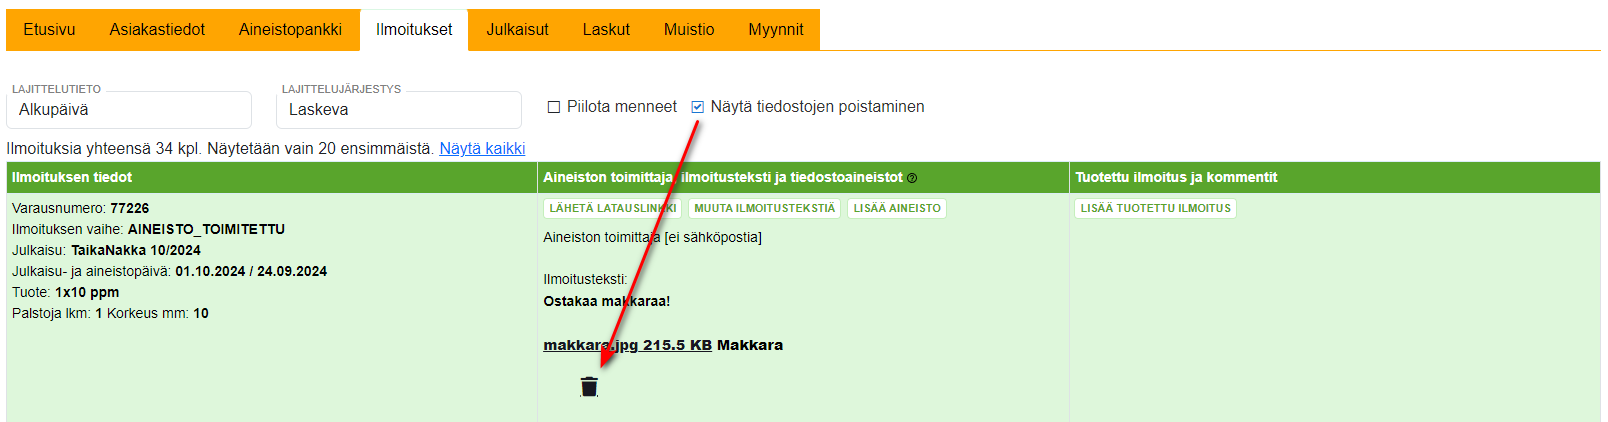 Etusivu Asiakastiedot Aineistopankki Ilmoitukset Julkaisut Laskut Muistio Myynnit
LAJITTELUTIETO LAJITTELUJÄRJESTYS
Alkupäivä Laskeva Piilota menneet Näytä tiedostojen poistaminen
Ilmoituksia yhteensä 34 kpl. Näytetään vain 20 ensimmäistä. Näytä kaikki
Ilmoituksen tiedot Aineiston toimittaja, ilmoitusteksti ja tiedostoaineistot Tuotettu ilmoitus ja kommentit
Varausnumero: 77226 LÄHETÄ LATAUSLINKKI MUUTA ILMOITUSTEKSTIÄ LISÄÄ AINEISTO LISÄÄ TUOTETTU ILMOITUS
Ilmoituksen vaihe: AINEISTO_TOIMITETTU Aineiston toimittaja [ei sähköpostia]
Julkaisu: TaikaNakka 10/2024
Julkaisu- ja aineistopäivä: 01.10.2024 / 24.09.2024 Ilmoitusteksti:
Tuote: 1x10 ppm Ostakaa makkaraa!
Palstoja lkm: 1 Korkeus mm: 10
makkara.jpg 215.5 KB Makkara